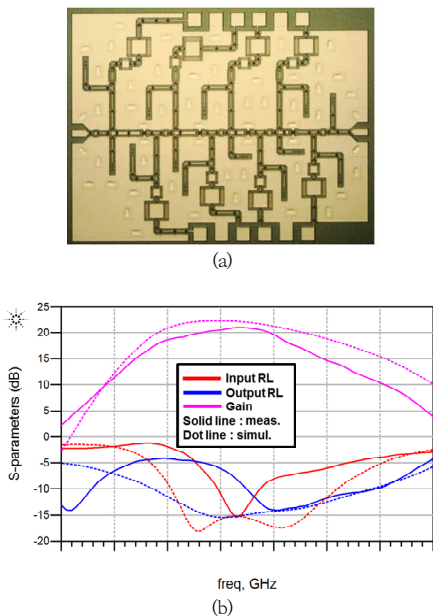 (a)
25
20
15
10
5
0
-5
-10
-15
-20
S-parameters (dB)
Input RL
Output RL
Gain
Solid line : meas.
Dot line : simul.
freq, GHz
(b)